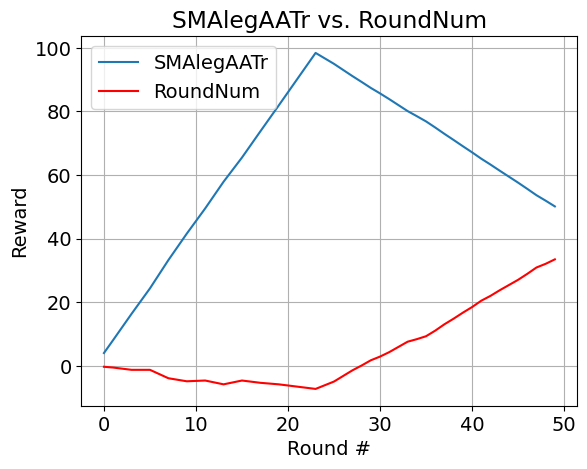 SMAlegAATr vs. RoundNum
SMAlegAATr
RoundNum
Reward
100
80
60
40
20
0
0 10 20 30 40 50
Round #